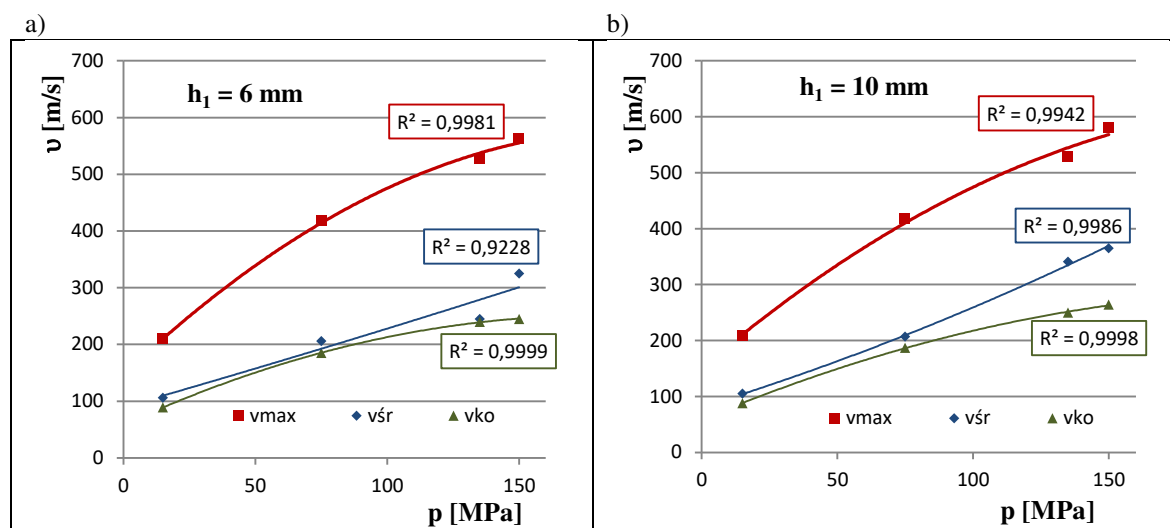 a)
700
600
500
400
300
200
100
0
υ [m/s]
h₁ = 6 mm
R² = 0,9981
R² = 0,9228
R² = 0,9999
vmax vśr vko
0 50 100 150
p [MPa]
b)
700
600
500
400
300
200
100
0
υ [m/s]
h₁ = 10 mm
R² = 0,9942
R² = 0,9986
R² = 0,9998
vmax vśr vko
0 50 100 150
p [MPa]